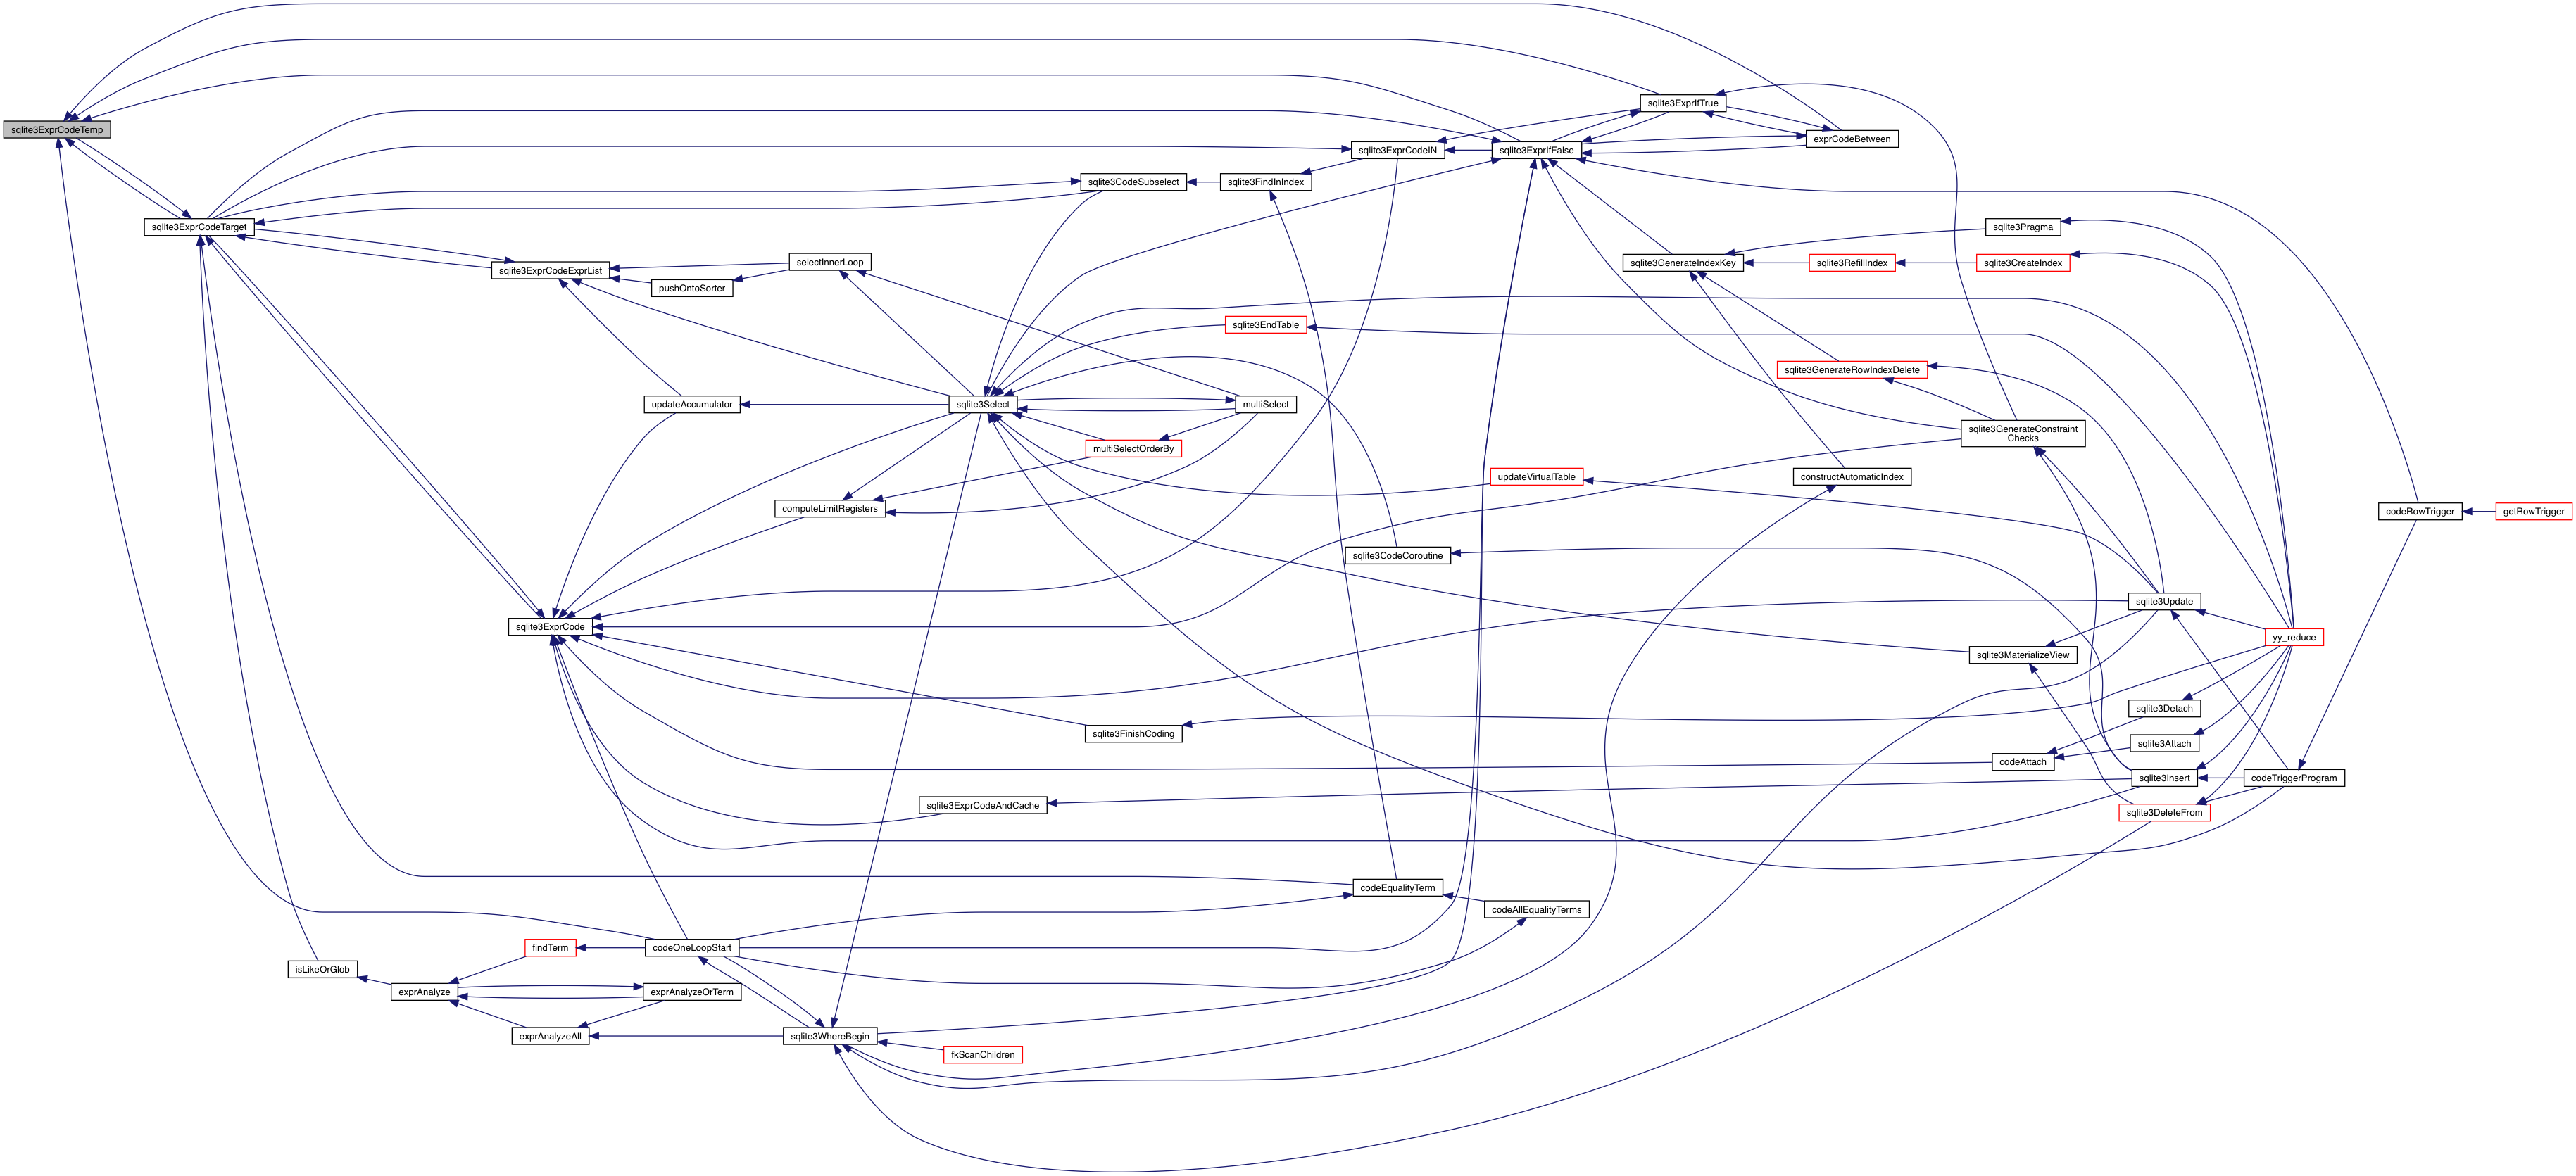 sqlite3ExprCodeTemp
sqlite3ExprCodeTarget
sqlite3ExprCodeExprList
pushOntoSorter
selectInnerLoop
updateAccumulator
sqlite3Select
computeLimitRegisters
sqlite3ExprCode
sqlite3CodeSubselect
sqlite3FindInIndex
sqlite3ExprCodeIN
sqlite3ExprIfFalse
sqlite3ExprIfTrue
exprCodeBetween
sqlite3EndTable
multiSelect
multiSelectOrderBy
sqlite3GenerateIndexKey
sqlite3RefillIndex
sqlite3CreateIndex
sqlite3Pragma
sqlite3GenerateRowIndexDelete
sqlite3GenerateConstraint
Checks
constructAutomaticIndex
updateVirtualTable
sqlite3CodeCoroutine
codeRowTrigger
getRowTrigger
sqlite3Update
yy_reduce
sqlite3MaterializeView
sqlite3Detach
sqlite3Attach
codeAttach
sqlite3Insert
codeTriggerProgram
sqlite3DeleteFrom
sqlite3FinishCoding
sqlite3ExprCodeAndCache
codeEqualityTerm
codeAllEqualityTerms
findTerm
codeOneLoopStart
isLikeOrGlob
exprAnalyze
exprAnalyzeOrTerm
exprAnalyzeAll
sqlite3WhereBegin
fkScanChildren